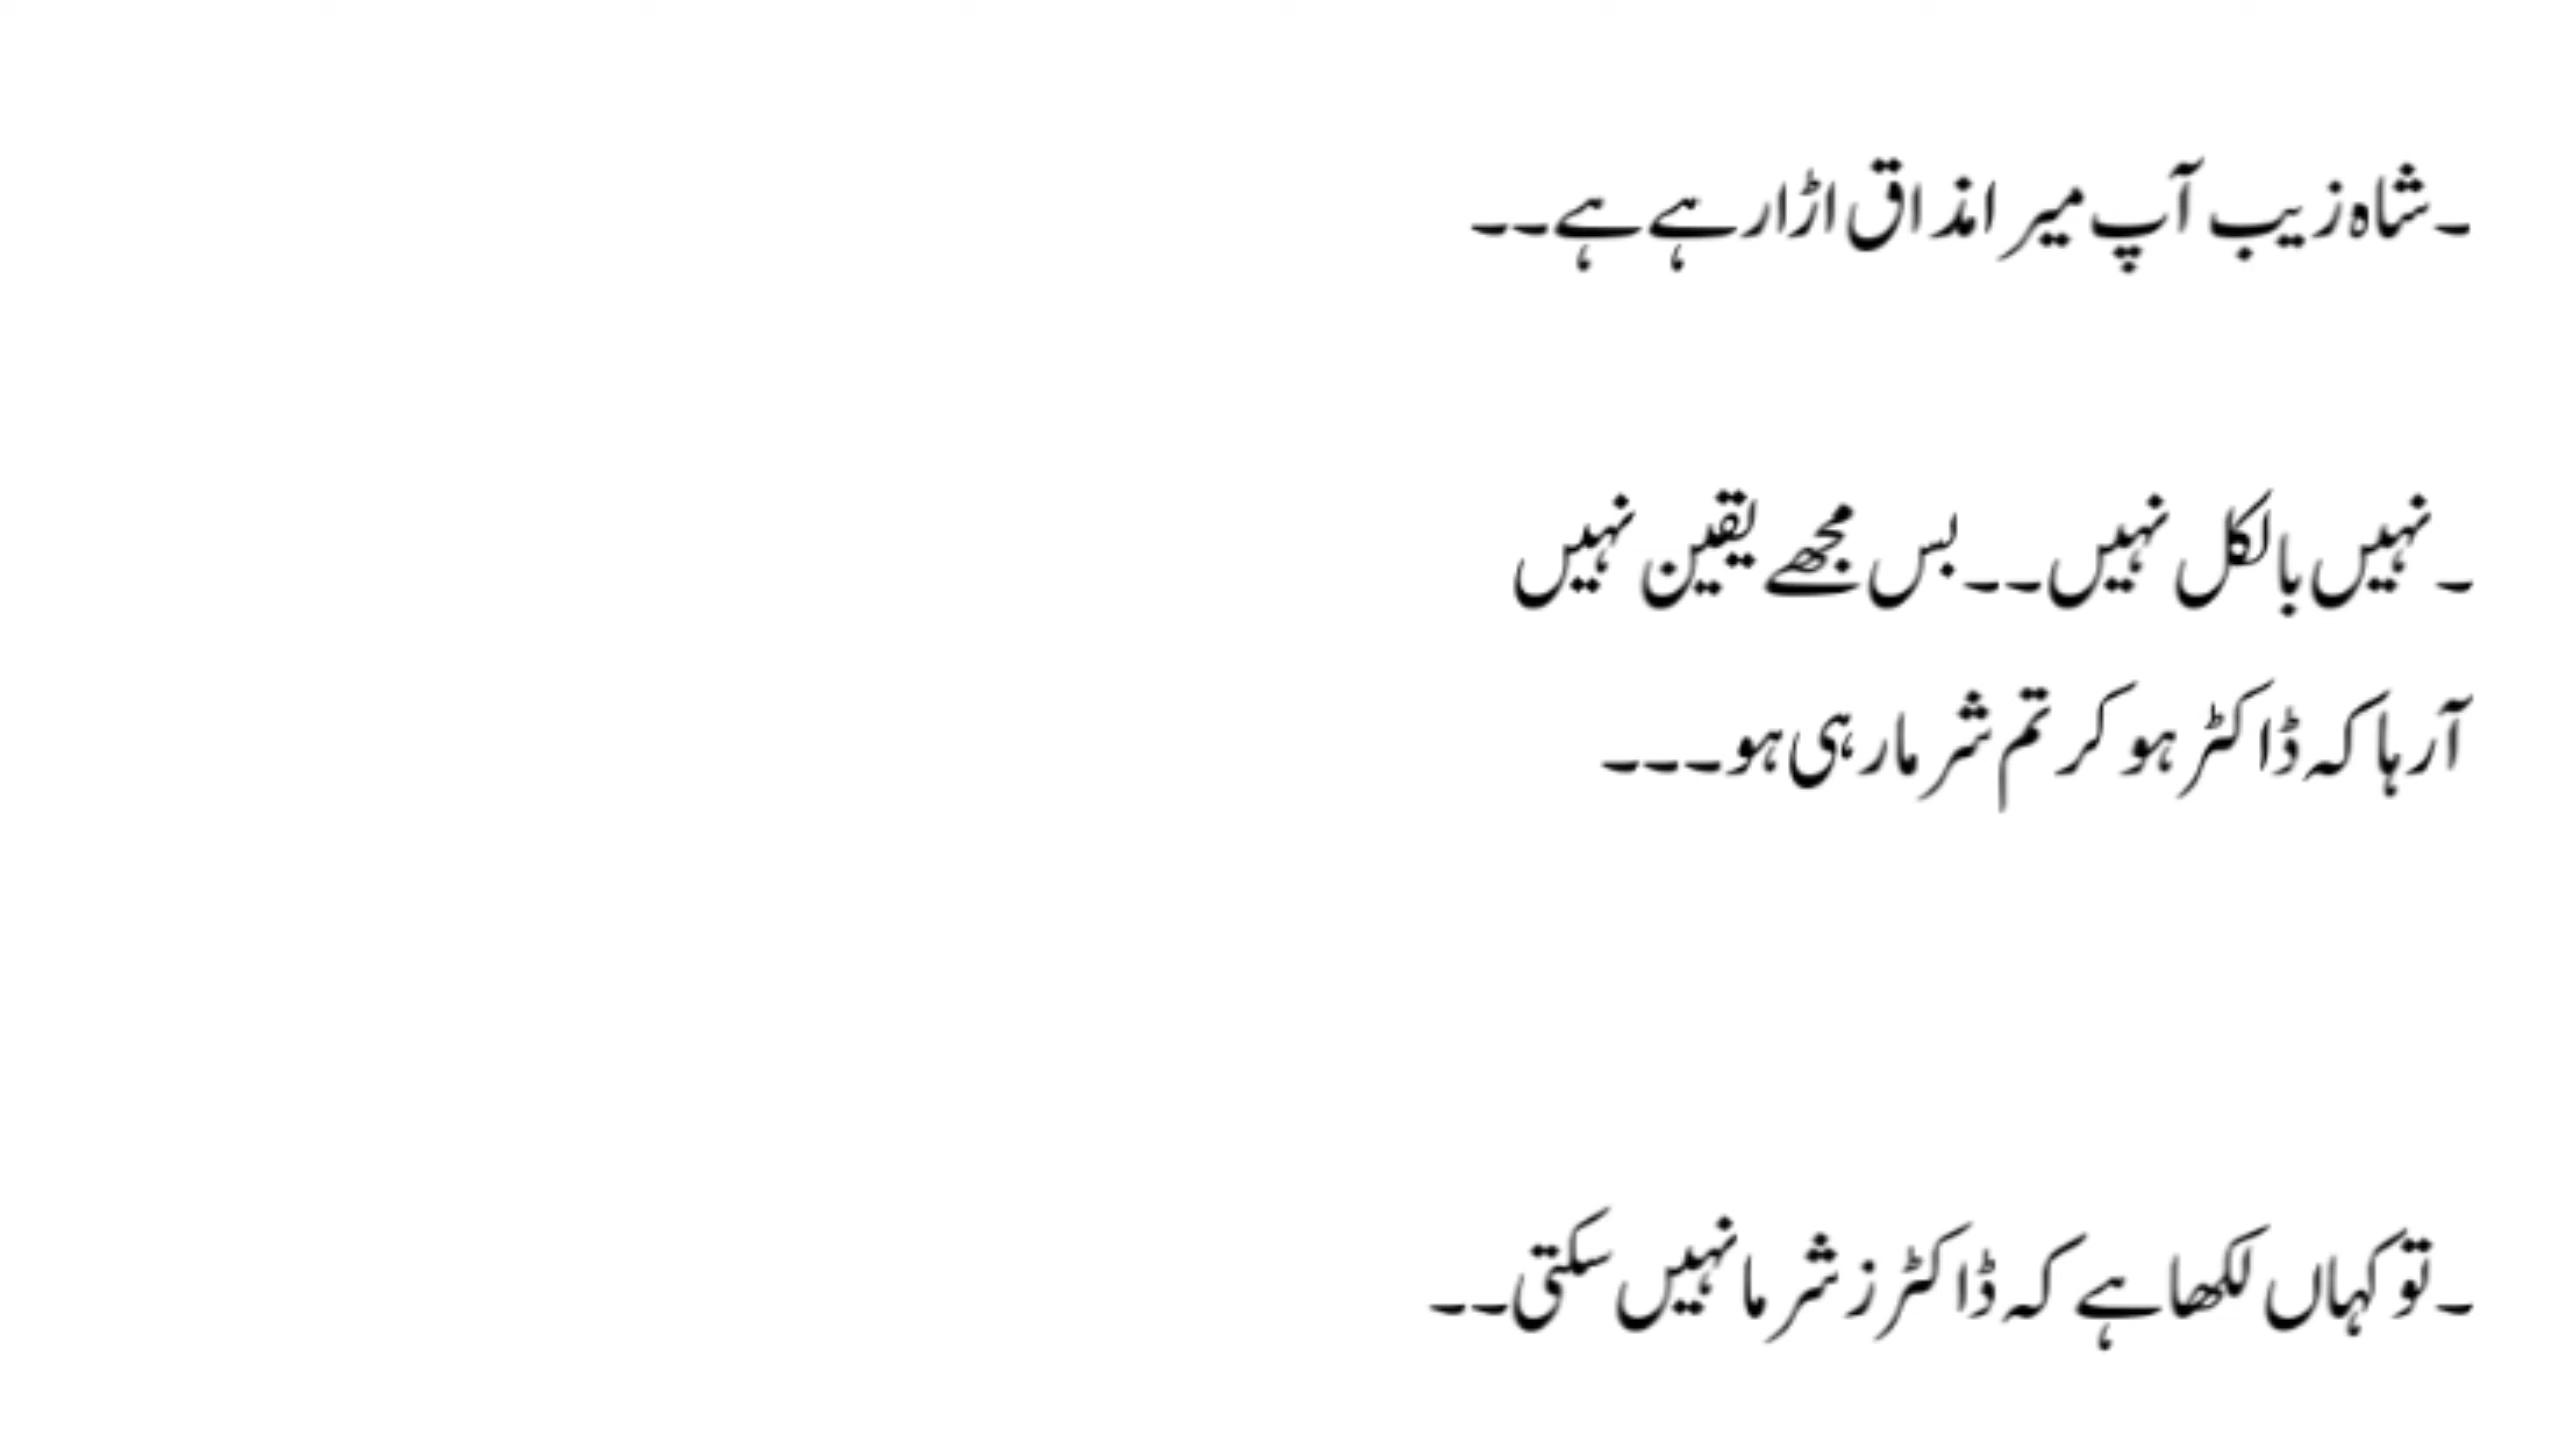 ۔شاہ زیب آپ میرا مذاق اڑا رہے ہے۔۔
۔نہیں بالکل نہیں۔۔بس مجھے یقین نہیں
آرہا کہ ڈاکٹر ہو کر تم شرما رہی ہو۔۔۔
۔تو کہاں لکھا ہے کہ ڈاکٹرز شرما نہیں سکتی۔۔